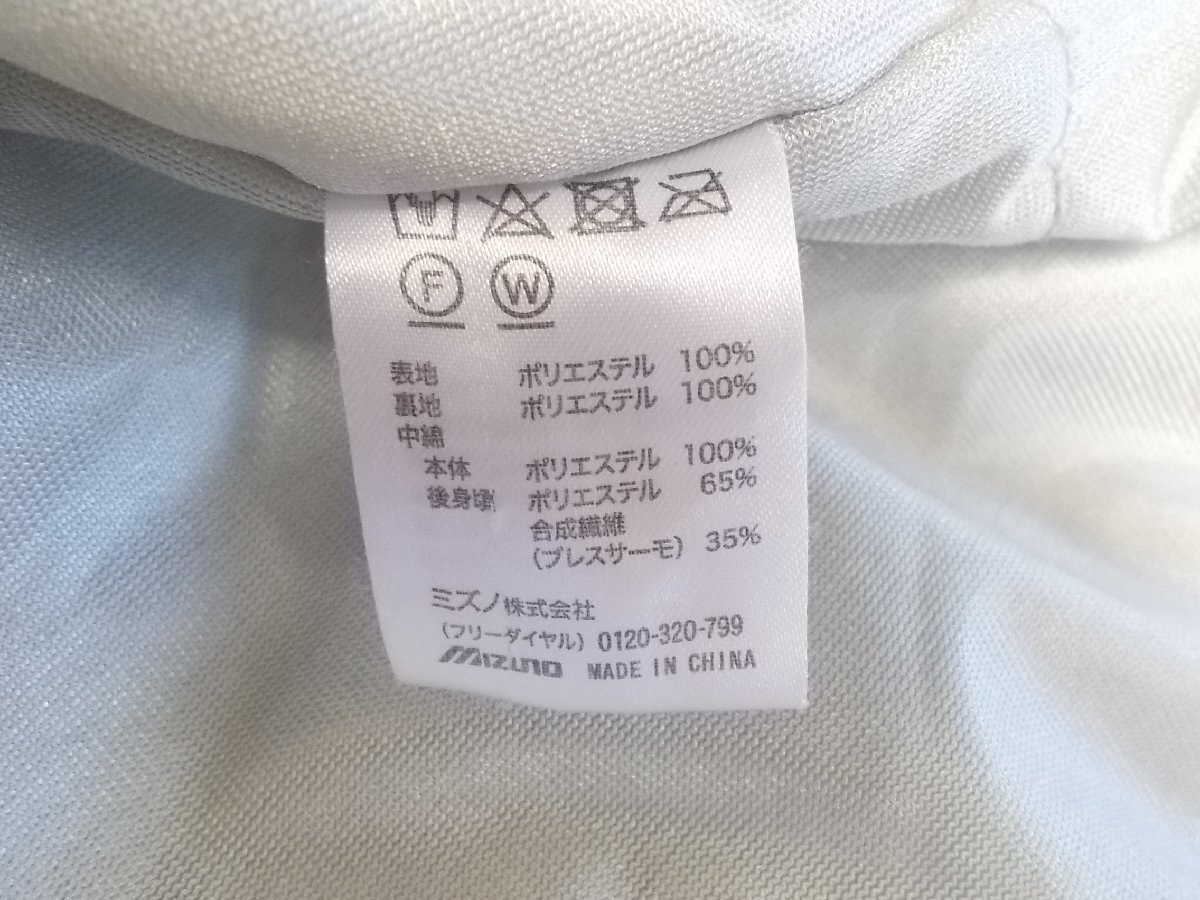 F W
表地 ポリエステル 100%
裏地 ポリエステル 100%
中綿
本体 ポリエステル 100%
後身頃 ポリエステル 65%
合成繊維
(ブレスサーモ) 35%
ミズノ株式会社
(フリーダイヤル) 0120-320-799
MIZUNO MADE IN CHINA